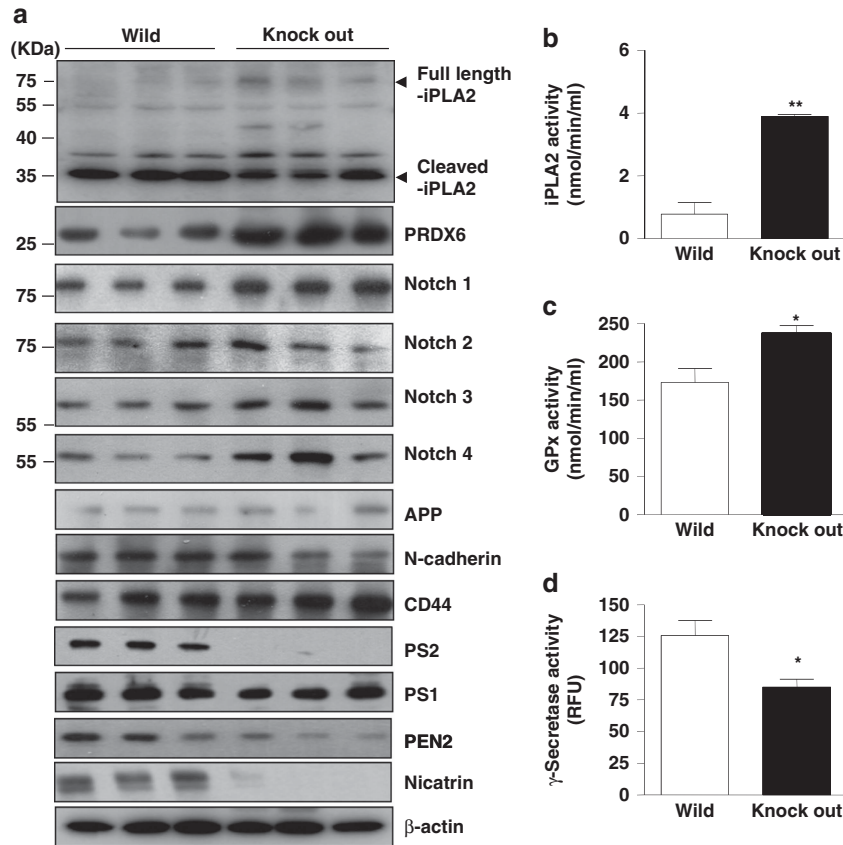 a
Wild Knock out
(KDa)
75
55
40
35
Full length
-iPLA2
Cleaved
-iPLA2
25
PRDX6
75
Notch 1
75
Notch 2
55
Notch 3
55
Notch 4
APP
N-cadherin
CD44
PS2
PS1
PEN2
Nicatrin
β-actin
b
iPLA2 activity
(nmol/min/ml)
6
4
2
0
**
Wild Knock out
c
GPx activity
(nmol/min/ml)
250
200
150
100
50
0
*
Wild Knock out
d
γ-Secretase activity
(RFU)
150
125
100
75
50
25
0
*
Wild Knock out